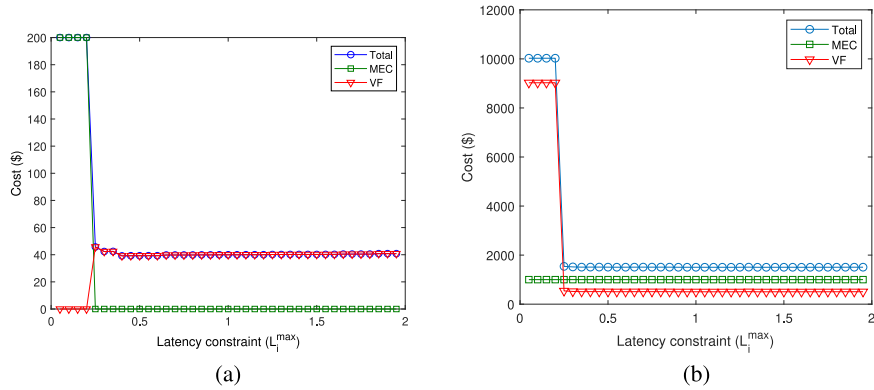 200
180
160
140
120
100
80
60
40
20
0
Cost ($)
0
0.5
1
1.5
2
Latency constraint (L_i^max)
Total
MEC
VF
(a)
12000
10000
8000
6000
4000
2000
0
Cost ($)
0
0.5
1
1.5
2
Latency constraint (L_i^max)
Total
MEC
VF
(b)